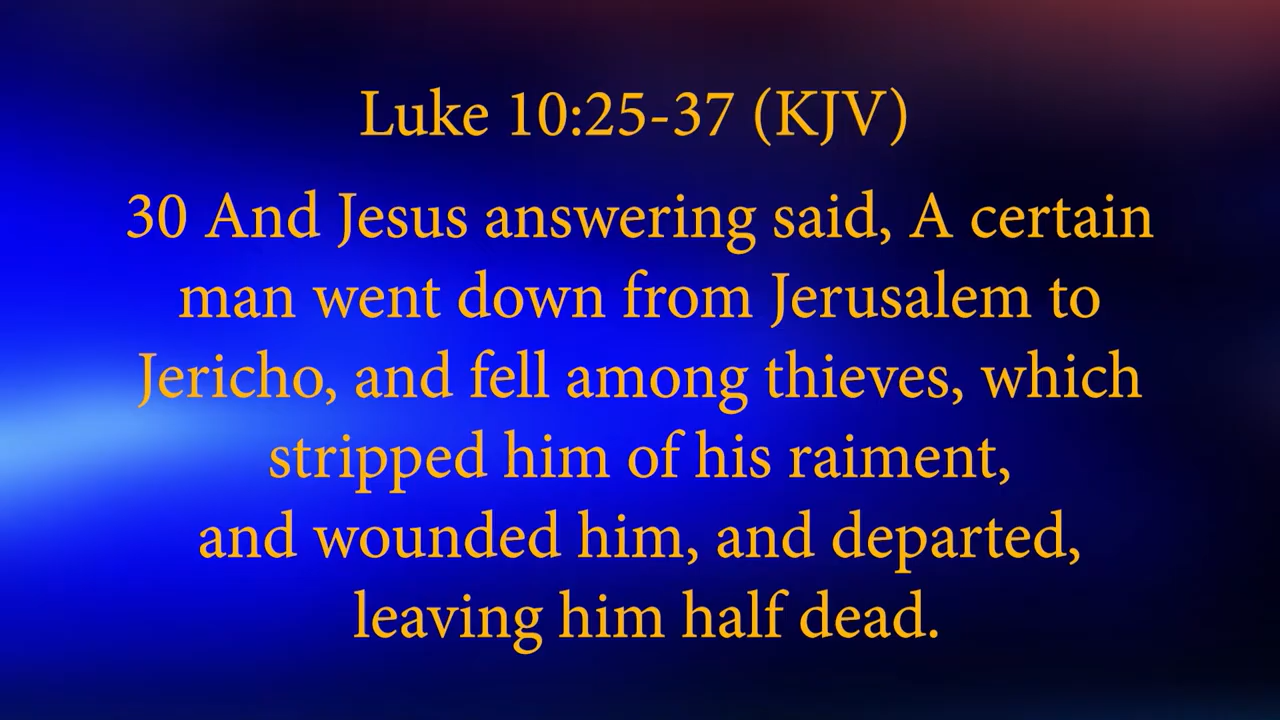 Luke 10:25-37 (KJV)
30 And Jesus answering said, A certain
man went down from Jerusalem to
Jericho, and fell among thieves, which
stripped him of his raiment,
and wounded him, and departed,
leaving him half dead.